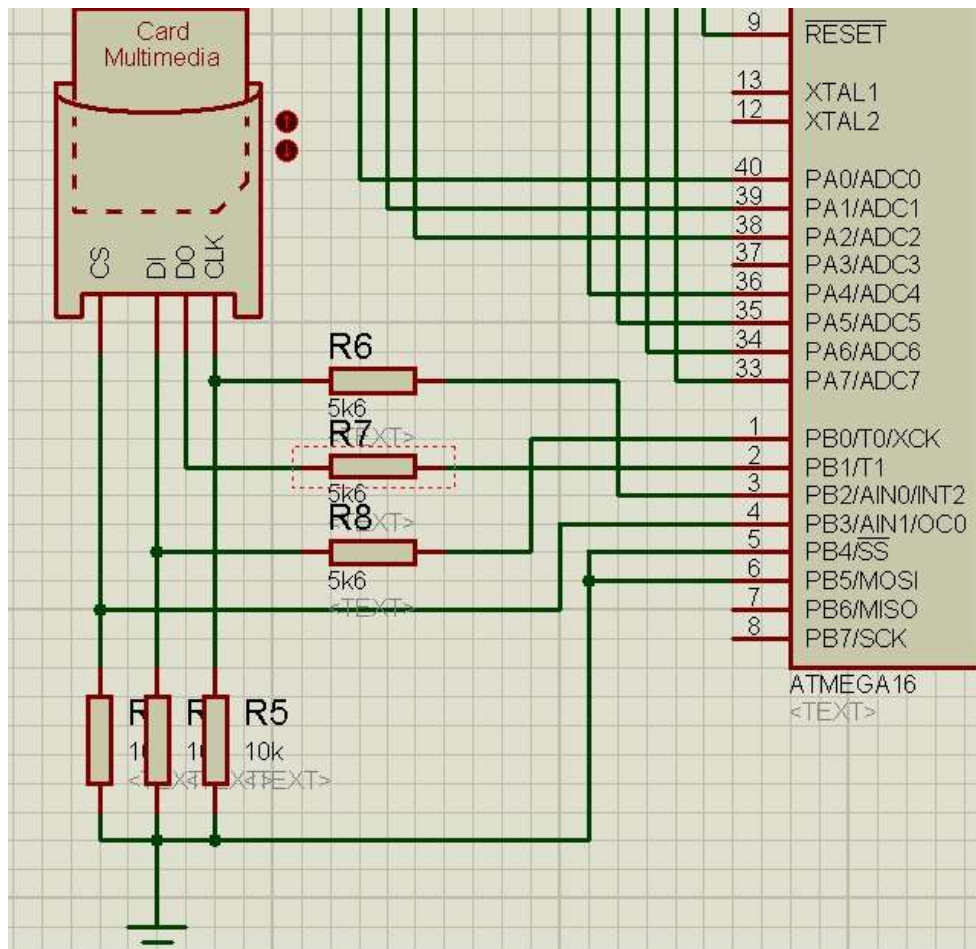 Card
Multimedia
CS
DI
DO
CLK
R6
5k6
<TEXT>
R7
5k6
<TEXT>
R8
5k6
<TEXT>
R
R
R5
10k
<TEXT>
9
RESET
13
XTAL1
12
XTAL2
40
PA0/ADC0
39
PA1/ADC1
38
PA2/ADC2
37
PA3/ADC3
36
PA4/ADC4
35
PA5/ADC5
34
PA6/ADC6
33
PA7/ADC7
1
PB0/T0/XCK
2
PB1/T1
3
PB2/AIN0/INT2
4
PB3/AIN1/OC0
5
PB4/SS
6
PB5/MOSI
7
PB6/MISO
8
PB7/SCK
ATMEGA16
<TEXT>